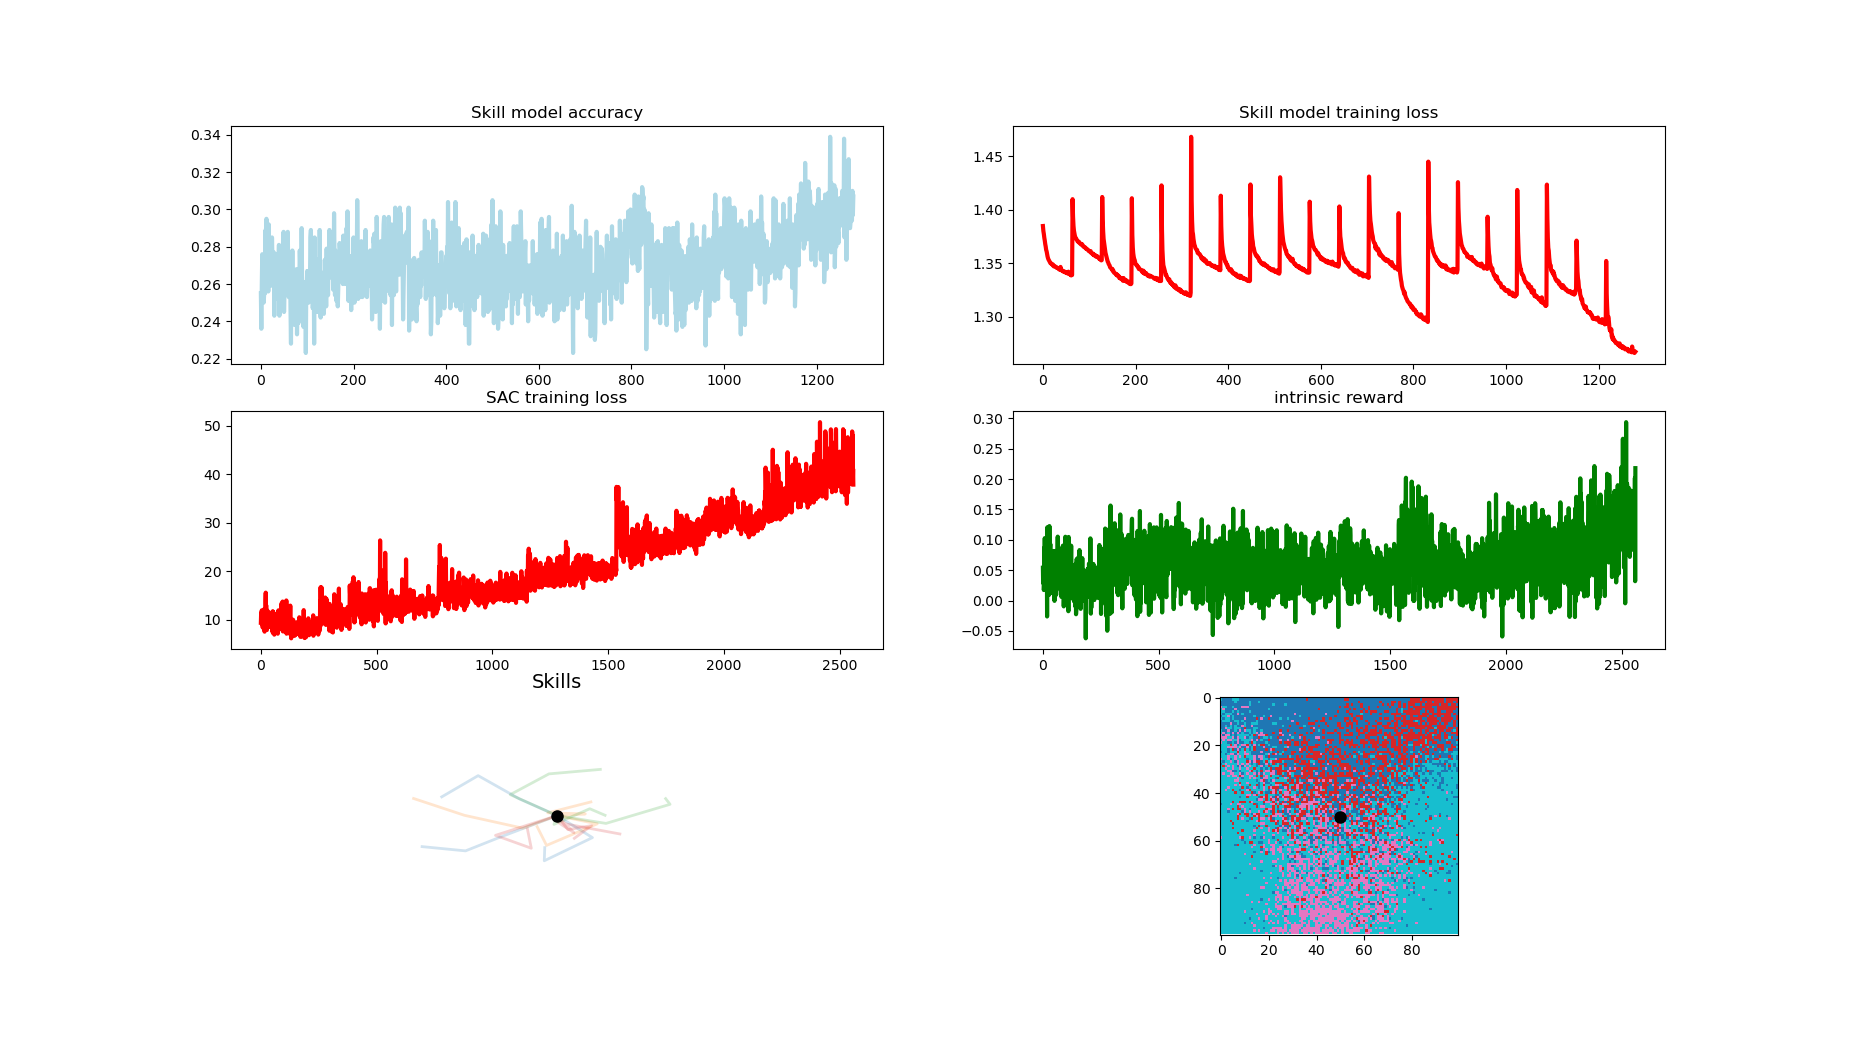 Skill model accuracy
0.34
0.32
0.30
0.28
0.26
0.24
0.22
0 200 400 600 800 1000 1200
Skill model training loss
1.45
1.40
1.35
1.30
0 200 400 600 800 1000 1200
SAC training loss
50
40
30
20
10
0 500 1000 1500 2000 2500
intrinsic reward
0.30
0.25
0.20
0.15
0.10
0.05
0.00
−0.05
0 500 1000 1500 2000 2500
Skills
0
20
40
60
80
0 20 40 60 80